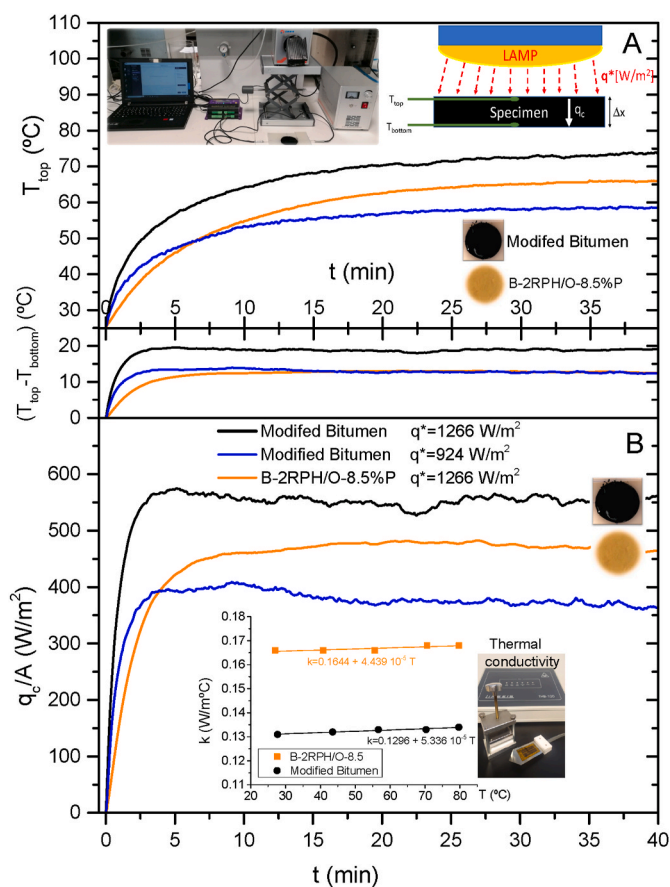 110
100
90
80
70
60
50
40
30
T_top (ºC)
A
LAMP
q*[W/m²]
T_top
Specimen
q_c
Δx
T_bottom
Modifed Bitumen
B-2RPH/O-8.5%P
t (min)
0 5 10 15 20 25 30 35
(T_top-T_bottom) (ºC)
20
10
0
B
Modifed Bitumen q*=1266 W/m²
Modified Bitumen q*=924 W/m²
B-2RPH/O-8.5%P q*=1266 W/m²
600
500
400
300
200
100
0
q_c/A (W/m²)
0.18
0.17
0.16
0.15
0.14
0.13
0.12
0.11
k (W/mºC)
k=0.1644 + 4.439 10⁻⁵ T
k=0.1296 + 5.336 10⁻⁵ T
B-2RPH/O-8.5
Modified Bitumen
20 30 40 50 60 70 80 T (ºC)
Thermal
conductivity
0 5 10 15 20 25 30 35 40
t (min)